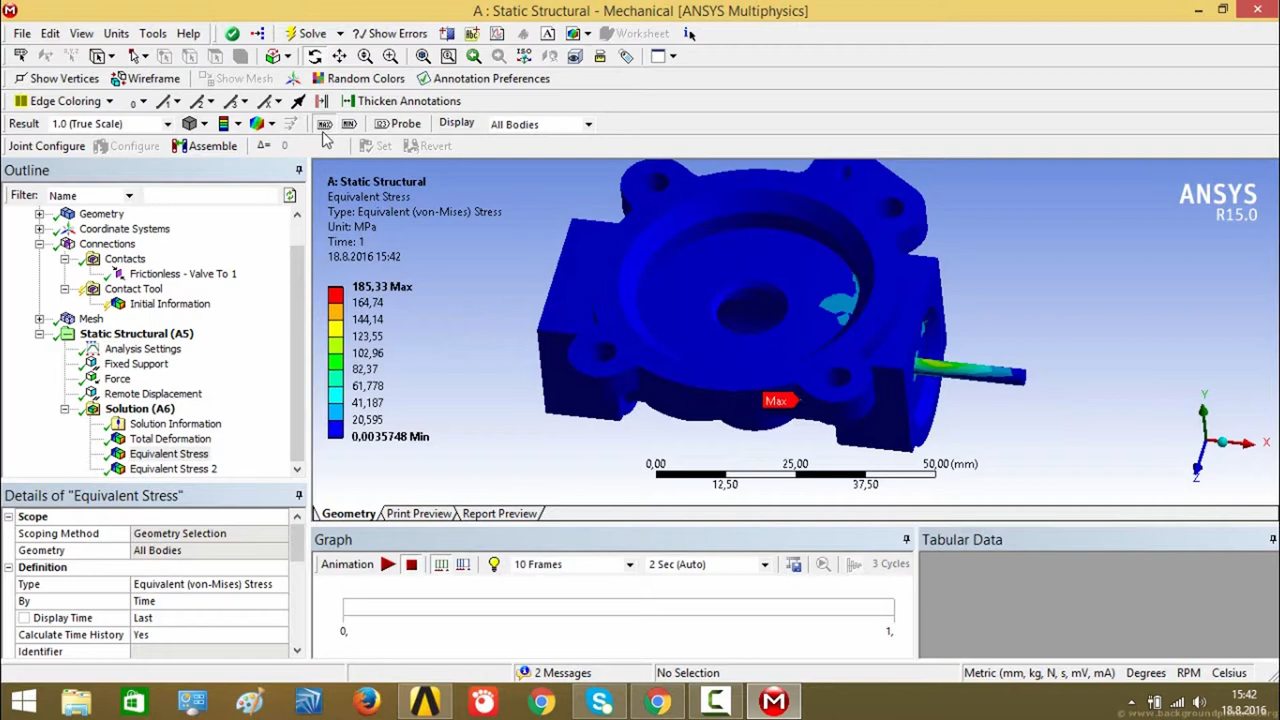 A : Static Structural - Mechanical [ANSYS Multiphysics]
File Edit View Units Tools Help Solve ?/ Show Errors Worksheet i
Show Vertices Wireframe Show Mesh Random Colors Annotation Preferences
Edge Coloring Thicken Annotations
Result 1.0 (True Scale) MAX MIN Probe Display All Bodies
Joint Configure Configure Assemble Δ= 0 Set Revert
Outline
Filter: Name
Geometry
Coordinate Systems
Connections
Contacts
Frictionless - Valve To 1
Contact Tool
Initial Information
Mesh
Static Structural (A5)
Analysis Settings
Fixed Support
Force
Remote Displacement
Solution (A6)
Solution Information
Total Deformation
Equivalent Stress
Equivalent Stress 2
Details of "Equivalent Stress"
Scope
Scoping Method Geometry Selection
Geometry All Bodies
Definition
Type Equivalent (von-Mises) Stress
By Time
Display Time Last
Calculate Time History Yes
Identifier
A: Static Structural
Equivalent Stress
Type: Equivalent (von-Mises) Stress
Unit: MPa
Time: 1
18.8.2016 15:42
185,33 Max
164,74
144,14
123,55
102,96
82,37
61,778
41,187
20,595
0,0035748 Min
Max
ANSYS
R15.0
Y
X
Z
0,00 25,00 50,00 (mm)
12,50 37,50
Geometry Print Preview Report Preview
Graph
Animation 10 Frames 2 Sec (Auto) 3 Cycles
0, 1,
Tabular Data
2 Messages No Selection Metric (mm, kg, N, s, mV, mA) Degrees RPM Celsius
15:42
18.8.2016